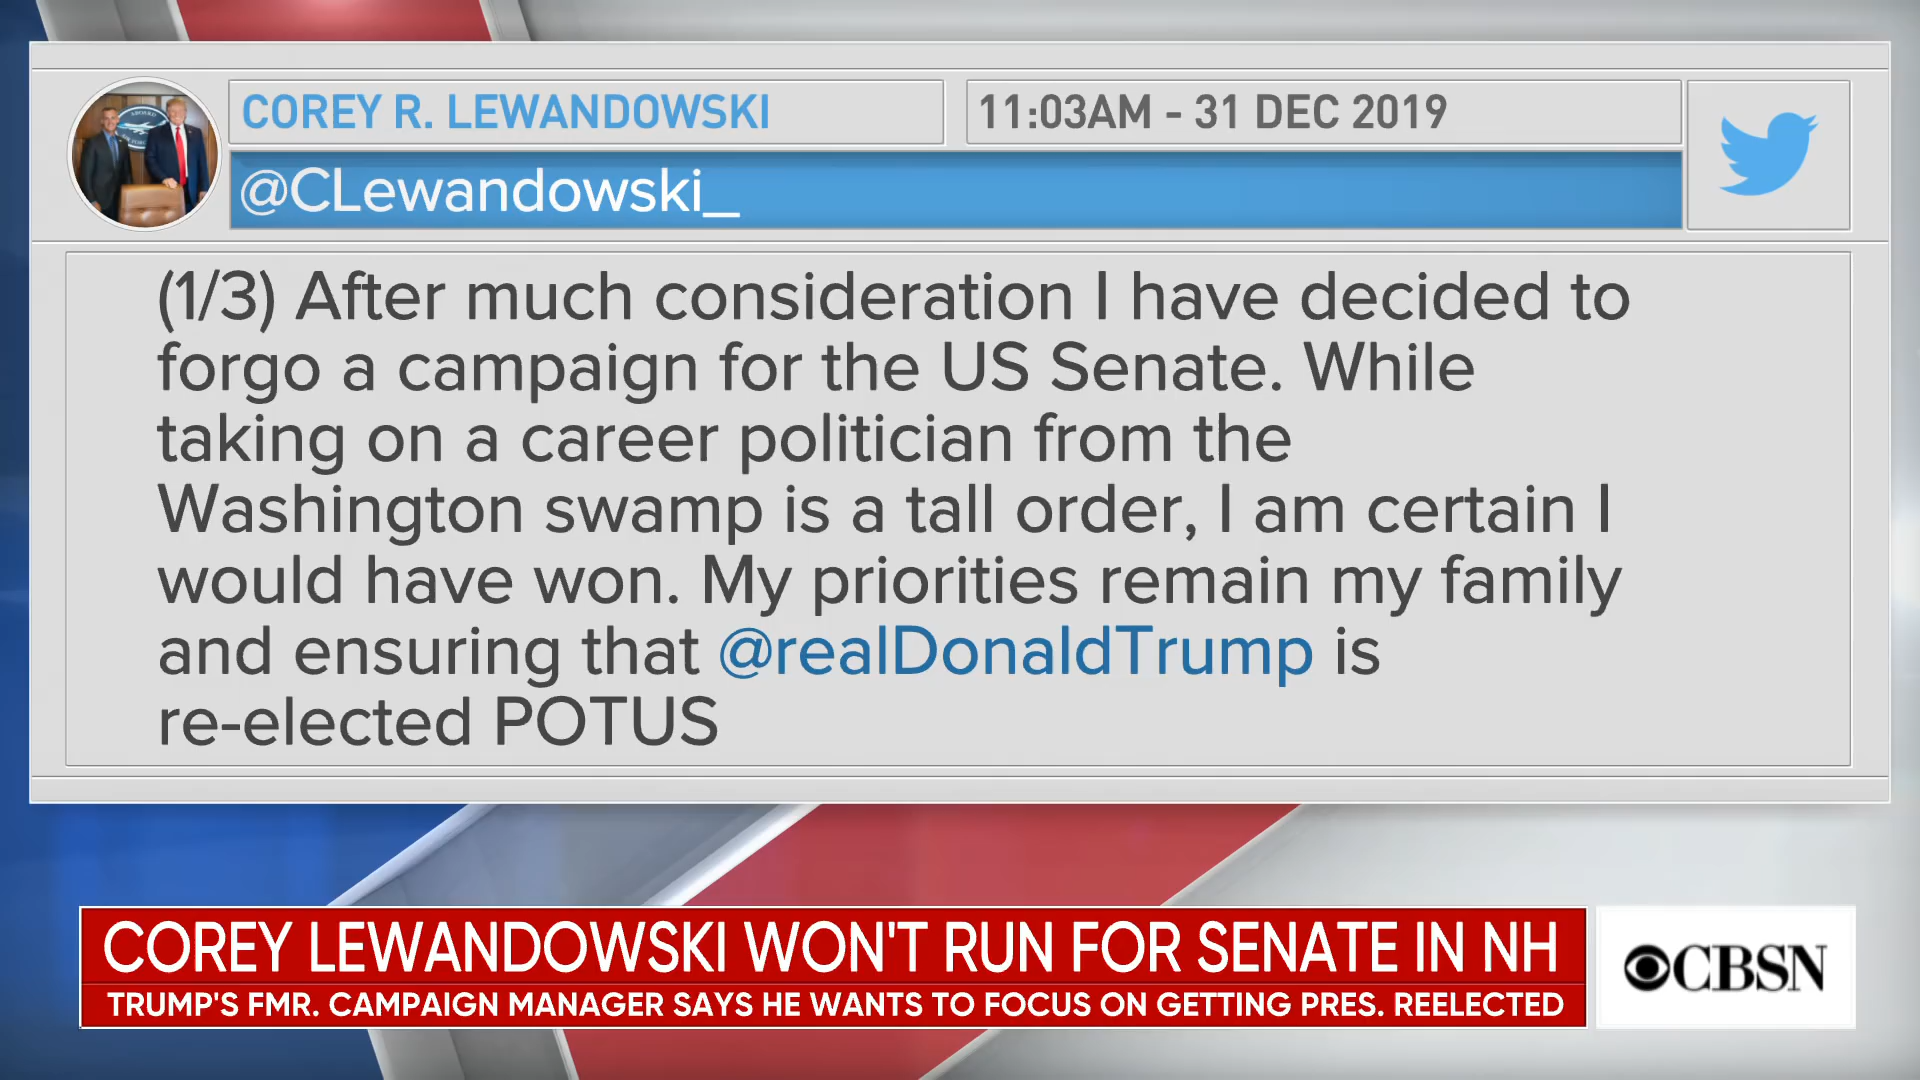 COREY R. LEWANDOWSKI
11:03AM - 31 DEC 2019
@CLewandowski_
(1/3) After much consideration I have decided to
forgo a campaign for the US Senate. While
taking on a career politician from the
Washington swamp is a tall order, I am certain I
would have won. My priorities remain my family
and ensuring that @realDonaldTrump is
re-elected POTUS
COREY LEWANDOWSKI WON'T RUN FOR SENATE IN NH
TRUMP'S FMR. CAMPAIGN MANAGER SAYS HE WANTS TO FOCUS ON GETTING PRES. REELECTED
CBSN